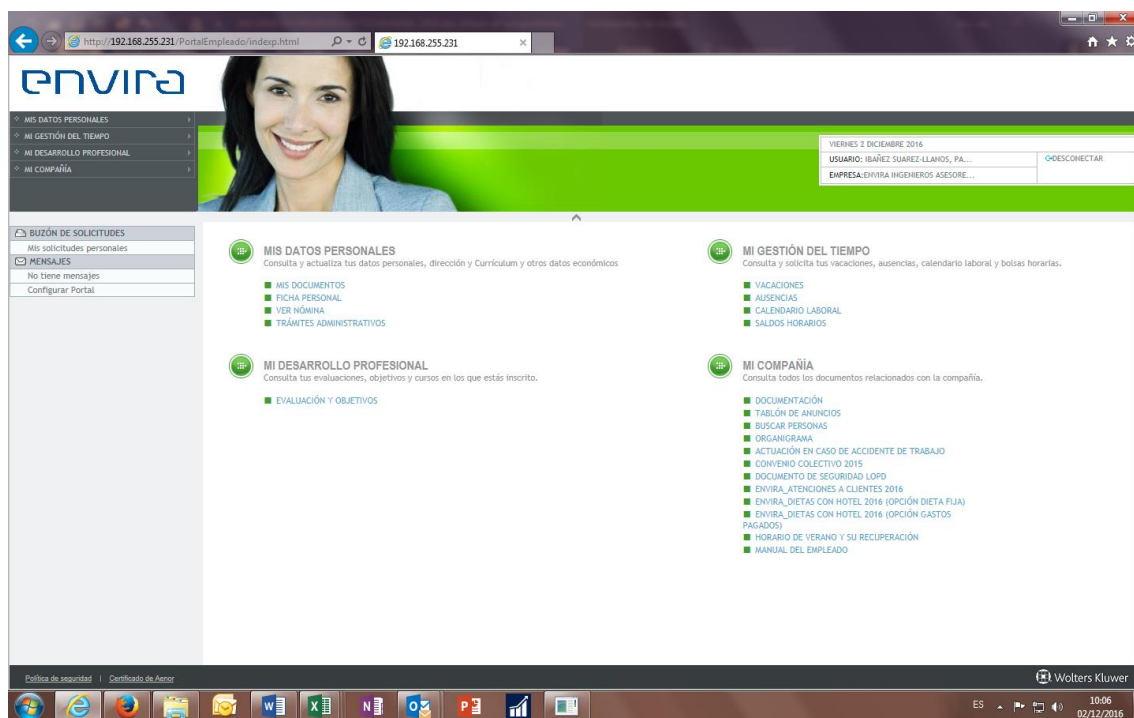 http://192.168.255.231/PortalEmpleado/indexp.html
192.168.255.231
envira
MIS DATOS PERSONALES
MI GESTIÓN DEL TIEMPO
MI DESARROLLO PROFESIONAL
MI COMPAÑÍA
VIERNES 2 DICIEMBRE 2016
USUARIO: IBAÑEZ SUAREZ-LLANOS, PA...
DESCONECTAR
EMPRESA:ENVIRA INGENIEROS ASESORE...
BUZÓN DE SOLICITUDES
Mis solicitudes personales
MENSAJES
No tiene mensajes
Configurar Portal
MIS DATOS PERSONALES
Consulta y actualiza tus datos personales, dirección y Currículum y otros datos económicos
MIS DOCUMENTOS
FICHA PERSONAL
VER NÓMINA
TRÁMITES ADMINISTRATIVOS
MI GESTIÓN DEL TIEMPO
Consulta y solicita tus vacaciones, ausencias, calendario laboral y bolsas horarias.
VACACIONES
AUSENCIAS
CALENDARIO LABORAL
SALDOS HORARIOS
MI DESARROLLO PROFESIONAL
Consulta tus evaluaciones, objetivos y cursos en los que estás inscrito.
EVALUACIÓN Y OBJETIVOS
MI COMPAÑÍA
Consulta todos los documentos relacionados con la compañía.
DOCUMENTACIÓN
TABLÓN DE ANUNCIOS
BUSCAR PERSONAS
ORGANIGRAMA
ACTUACIÓN EN CASO DE ACCIDENTE DE TRABAJO
CONVENIO COLECTIVO 2015
DOCUMENTO DE SEGURIDAD LOPD
ENVIRA_ATENCIONES A CLIENTES 2016
ENVIRA_DIETAS CON HOTEL 2016 (OPCIÓN DIETA FIJA)
ENVIRA_DIETAS CON HOTEL 2016 (OPCIÓN GASTOS
PAGADOS)
HORARIO DE VERANO Y SU RECUPERACIÓN
MANUAL DEL EMPLEADO
Política de seguridad | Certificado de Aenor
Wolters Kluwer
ES
10:06
02/12/2016